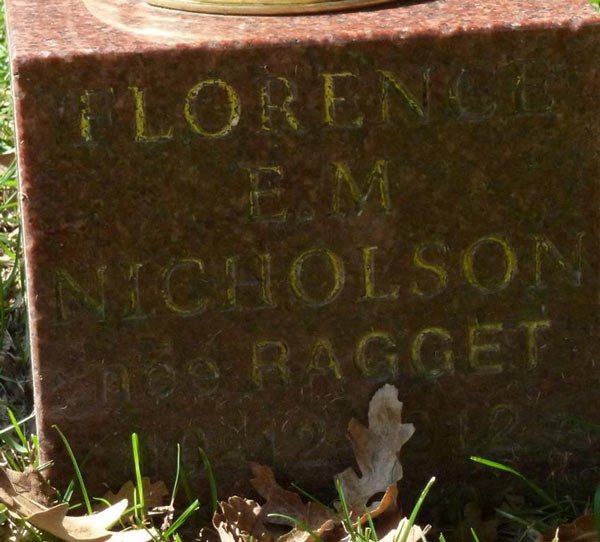 FLORENCE
E. M
NICHOLSON
née RAGGET